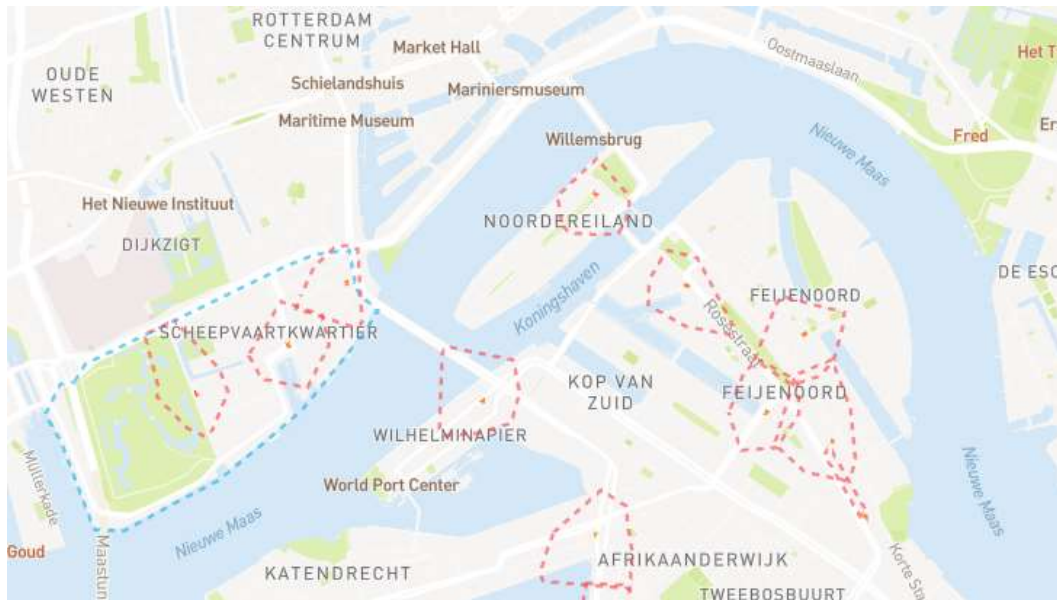 ROTTERDAM
CENTRUM
Market Hall
Oostmaaslaan
Het T
OUDE
WESTEN
Schielandshuis
Mariniersmuseum
Maritime Museum
Er
Willemsbrug
Fred
Nieuwe Maas
Het Nieuwe Instituut
NOORDEREILAND
DIJKZIGT
DE ESC
Koningshaven
FEIJENOORD
SCHEEPVAARTKWARTIER
Rosestraat
KOP VAN
ZUID
FEIJENOORD
WILHELMINAPIER
Müllerkade
World Port Center
Nieuwe Maas
Nieuwe Maas
Goud
Maastun
KATENDRECHT
AFRIKAANDERWIJK
Korte Sta
TWEEBOSBUURT